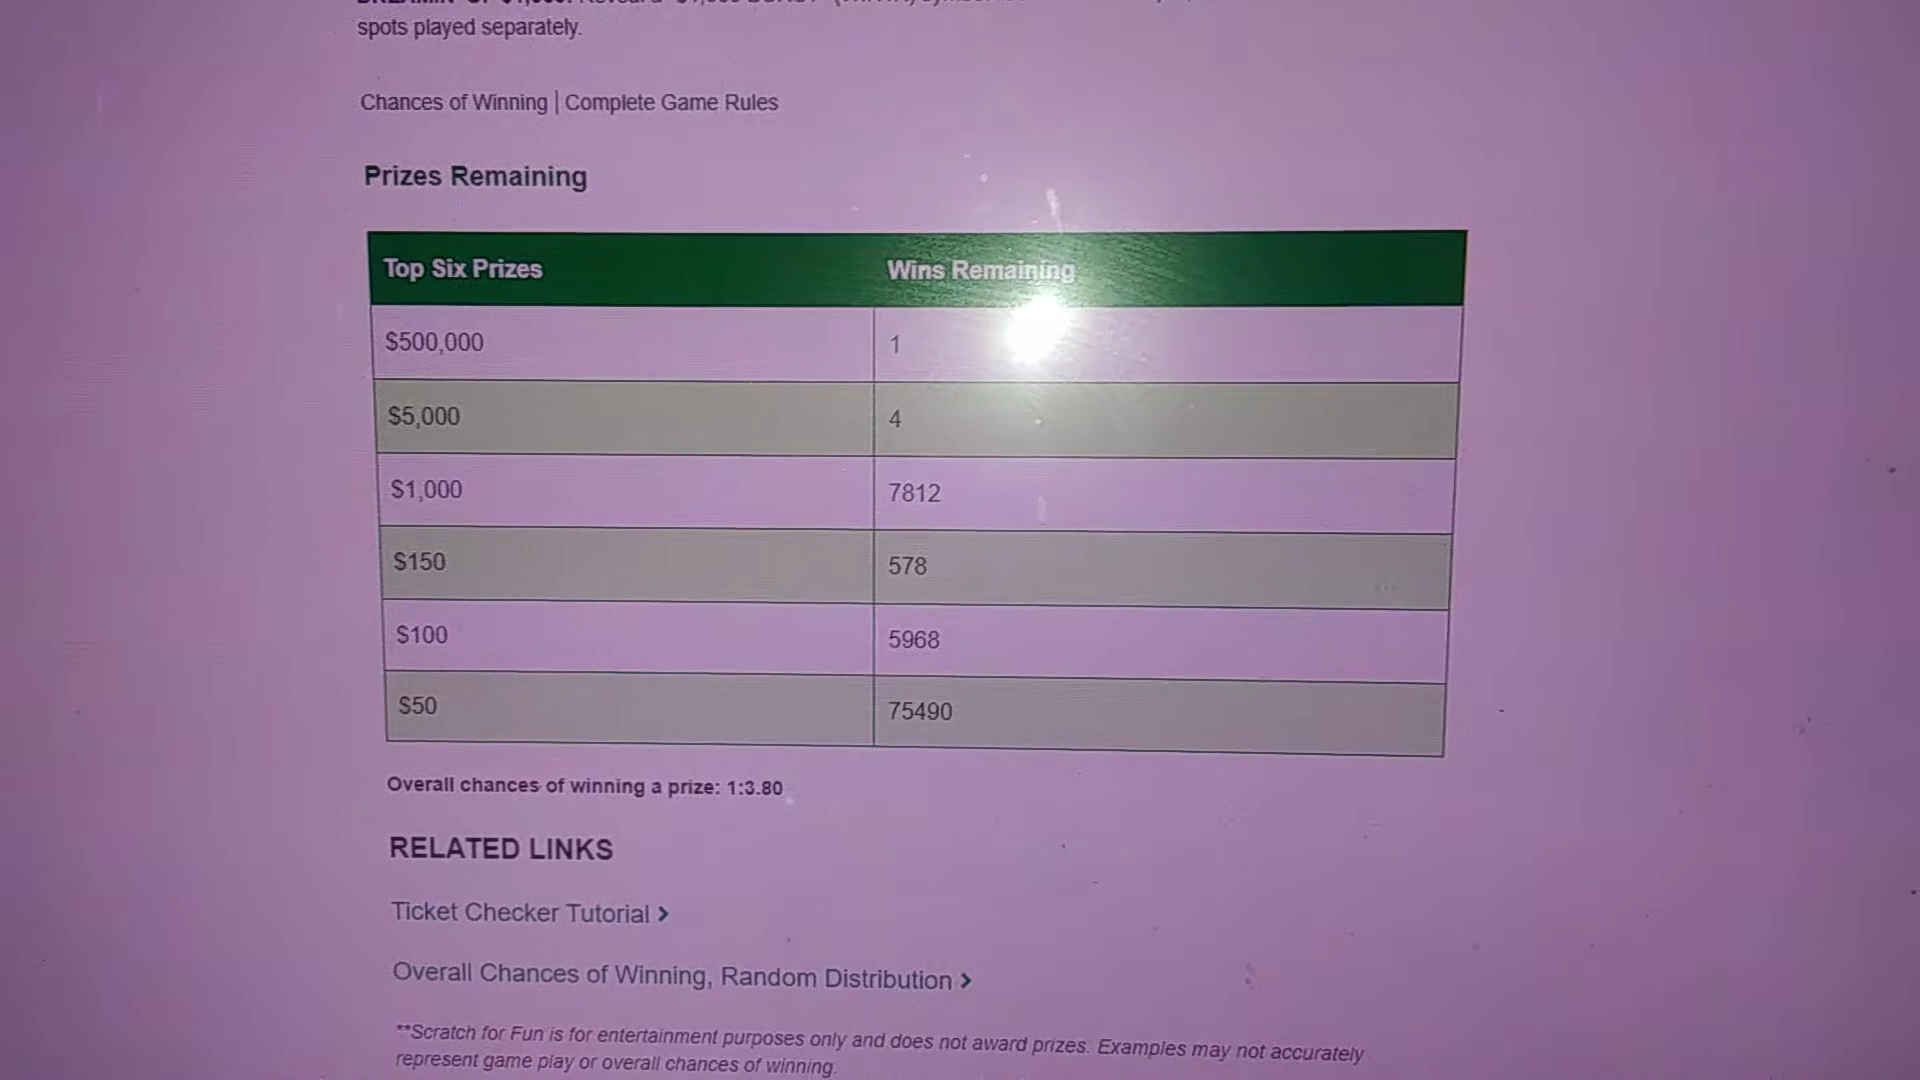 spots played separately.
Chances of Winning | Complete Game Rules
Prizes Remaining
Top Six Prizes Wins Remaining
$500,000 1
$5,000 4
$1,000 7812
$150 578
$100 5968
$50 75490
Overall chances of winning a prize: 1:3.80
RELATED LINKS
Ticket Checker Tutorial >
Overall Chances of Winning, Random Distribution >
**Scratch for Fun is for entertainment purposes only and does not award prizes. Examples may not accurately
represent game play or overall chances of winning.